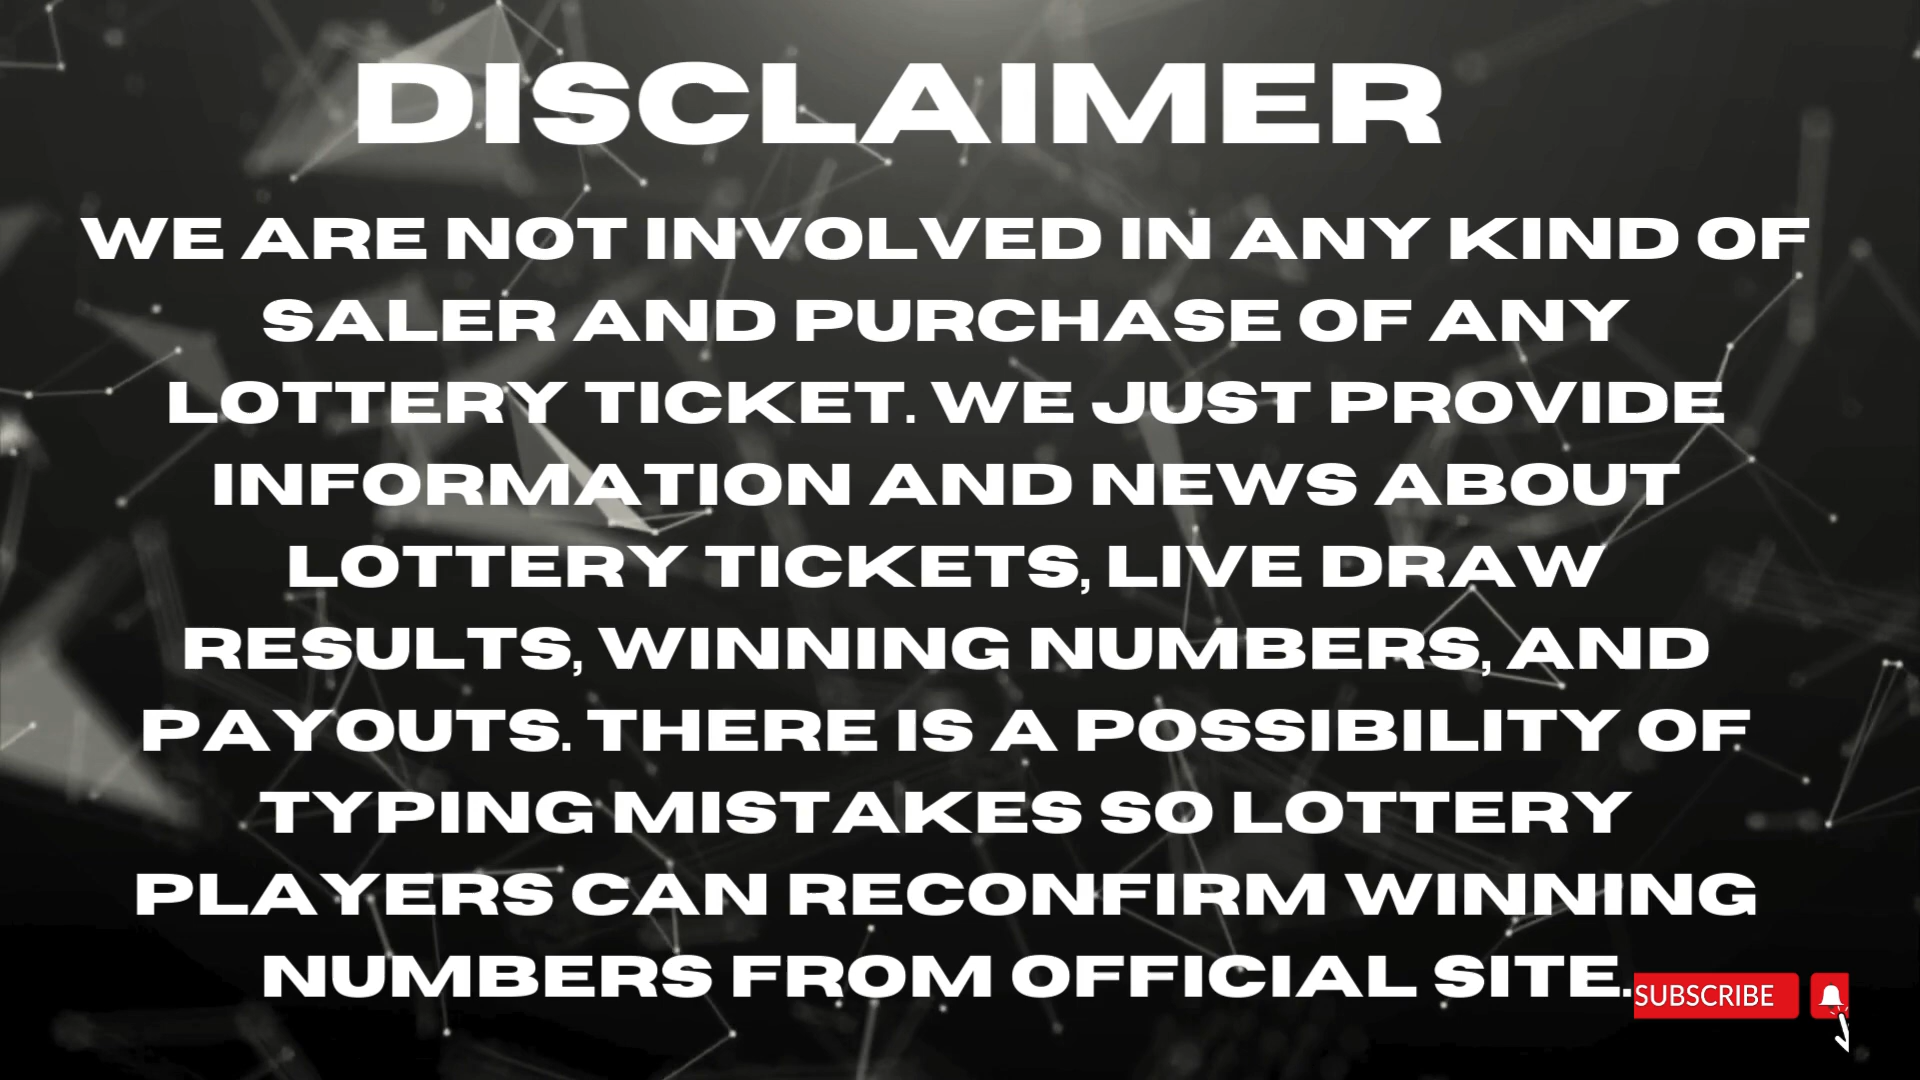 DISCLAIMER
WE ARE NOT INVOLVED IN ANY KIND OF
SALER AND PURCHASE OF ANY
LOTTERY TICKET. WE JUST PROVIDE
INFORMATION AND NEWS ABOUT
LOTTERY TICKETS, LIVE DRAW
RESULTS, WINNING NUMBERS, AND
PAYOUTS. THERE IS A POSSIBILITY OF
TYPING MISTAKES SO LOTTERY
PLAYERS CAN RECONFIRM WINNING
NUMBERS FROM OFFICIAL SITE.
SUBSCRIBE